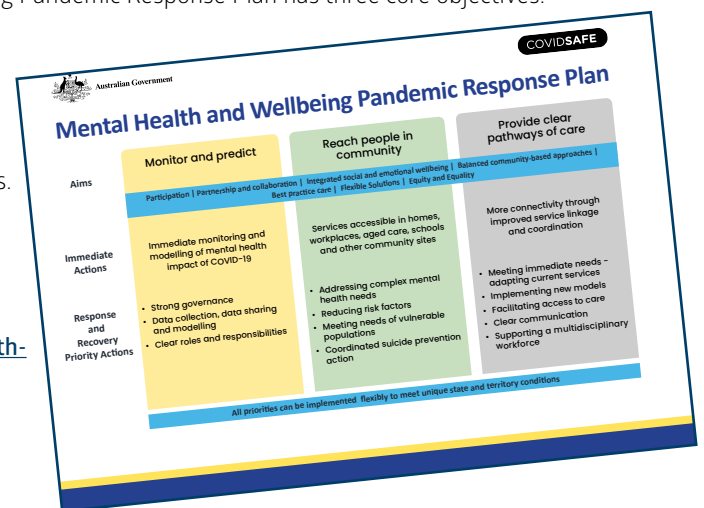 g Pandemic Response Plan has three core objectives:
COVIDSAFE
Australian Government
Mental Health and Wellbeing Pandemic Response Plan
Aims
Monitor and predict
Reach people in
community
Provide clear
pathways of care
Participation | Partnership and collaboration | Integrated social and emotional wellbeing | Balanced community-based approaches |
Best practice care | Flexible Solutions | Equity and Equality
s.
Immediate
Actions
Immediate monitoring and
modelling of mental health
impact of COVID-19
Services accessible in homes,
workplaces, aged care, schools
and other community sites
More connectivity through
improved service linkage
and coordination
Response
and
Recovery
Priority Actions
• Strong governance
• Data collection, data sharing
and modelling
• Clear roles and responsibilities
• Addressing complex mental
health needs
• Reducing risk factors
• Meeting needs of vulnerable
populations
• Coordinated suicide prevention
action
• Meeting immediate needs -
adapting current services
• Implementing new models
• Facilitating access to care
• Clear communication
• Supporting a multidisciplinary
workforce
th-
All priorities can be implemented flexibly to meet unique state and territory conditions